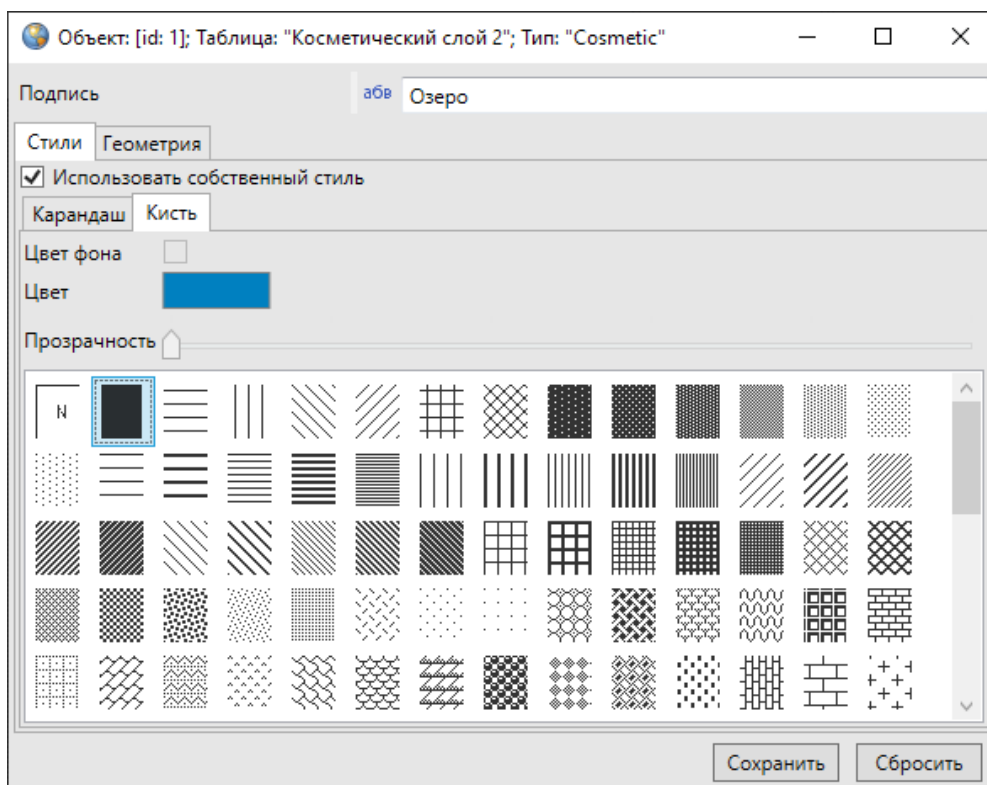 Объект: [id: 1]; Таблица: "Косметический слой 2"; Тип: "Cosmetic"
Подпись абв Озеро
Стили Геометрия
Использовать собственный стиль
Карандаш Кисть
Цвет фона
Цвет
Прозрачность
N
Сохранить Сбросить